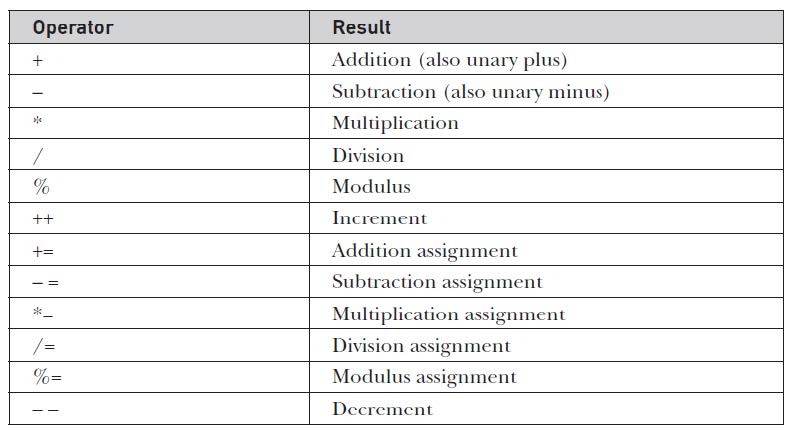 Operator Result
+ Addition (also unary plus)
– Subtraction (also unary minus)
* Multiplication
/ Division
% Modulus
++ Increment
+= Addition assignment
– = Subtraction assignment
*– Multiplication assignment
/= Division assignment
%= Modulus assignment
– – Decrement